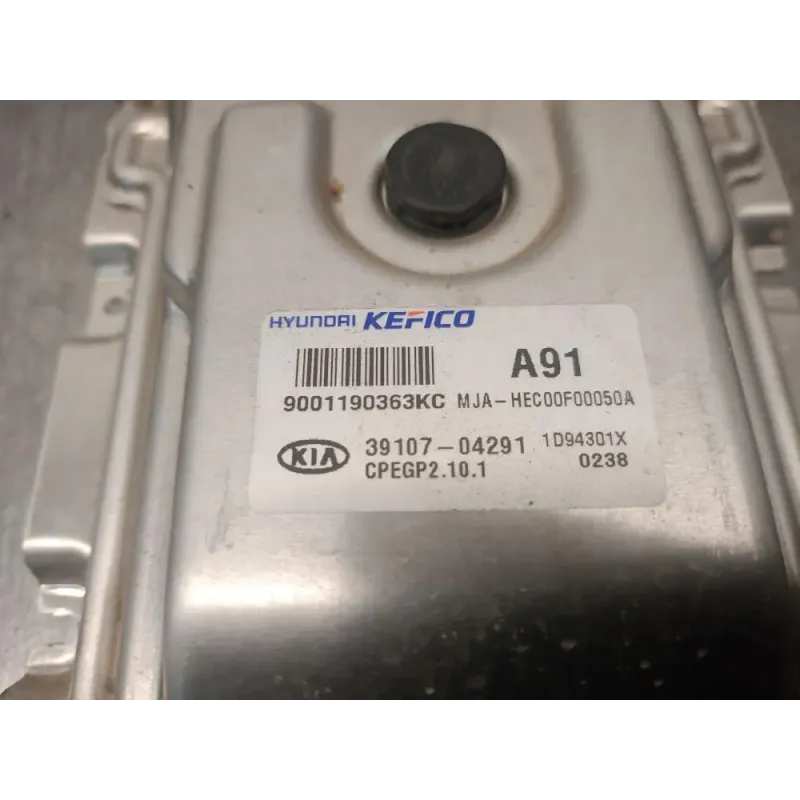 HYUNDAI KEFICO
A91
9001190363KC MJA-HEC00F00050A
KIA 39107-04291 1D94301X
CPEGP2.10.1 0238